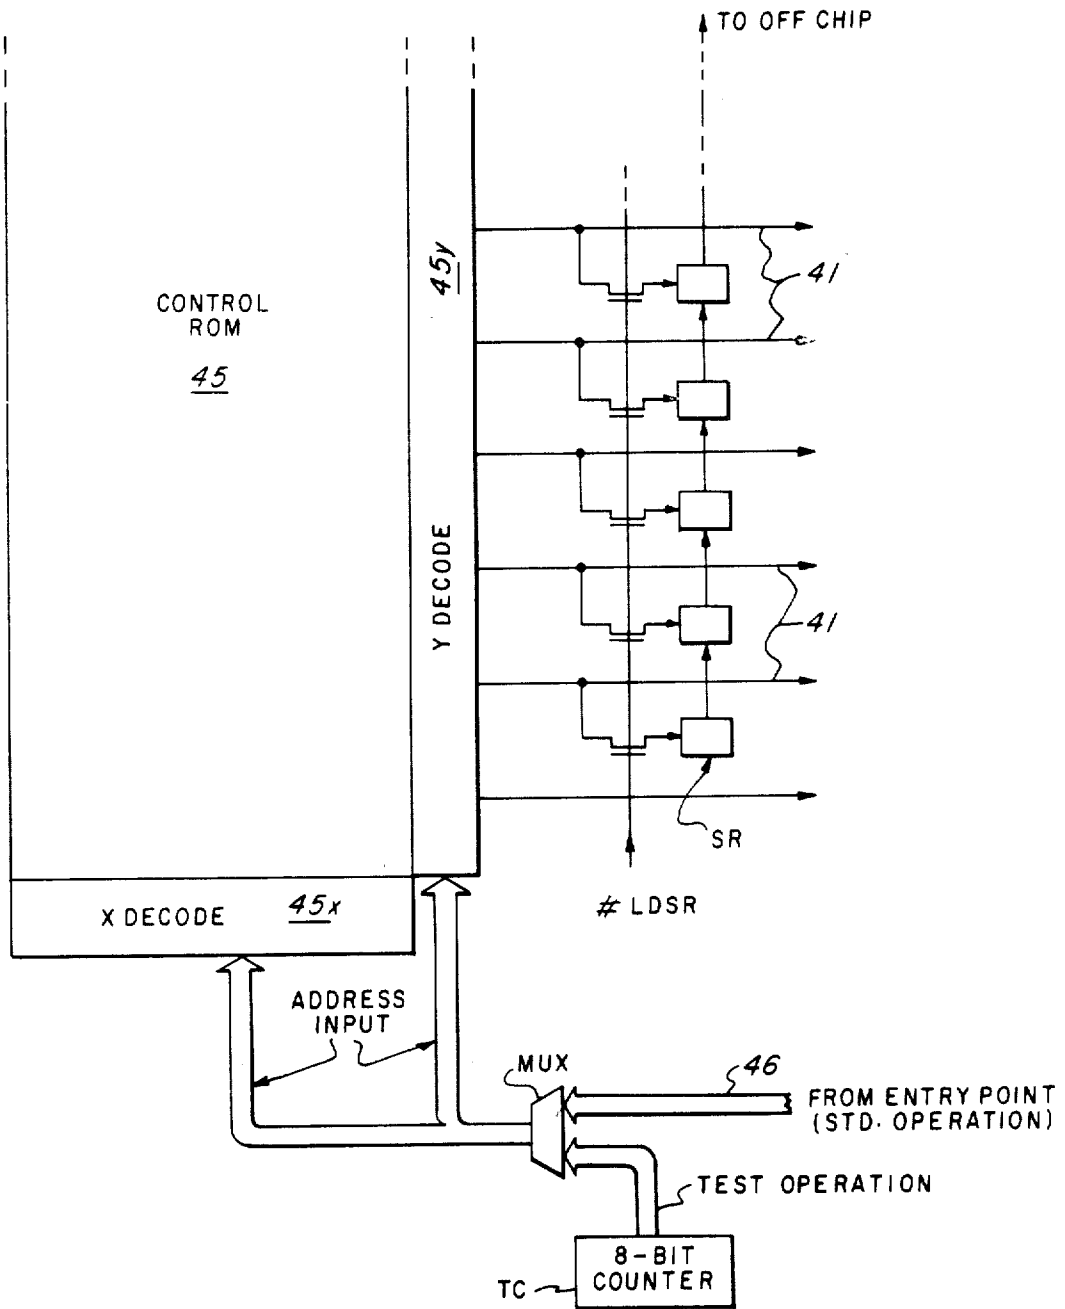 TO OFF CHIP
45y
41
CONTROL
ROM
45
Y DECODE
41
SR
# LDSR
X DECODE 45x
ADDRESS
INPUT
MUX
46
FROM ENTRY POINT
(STD. OPERATION)
TEST OPERATION
8-BIT
COUNTER
TC